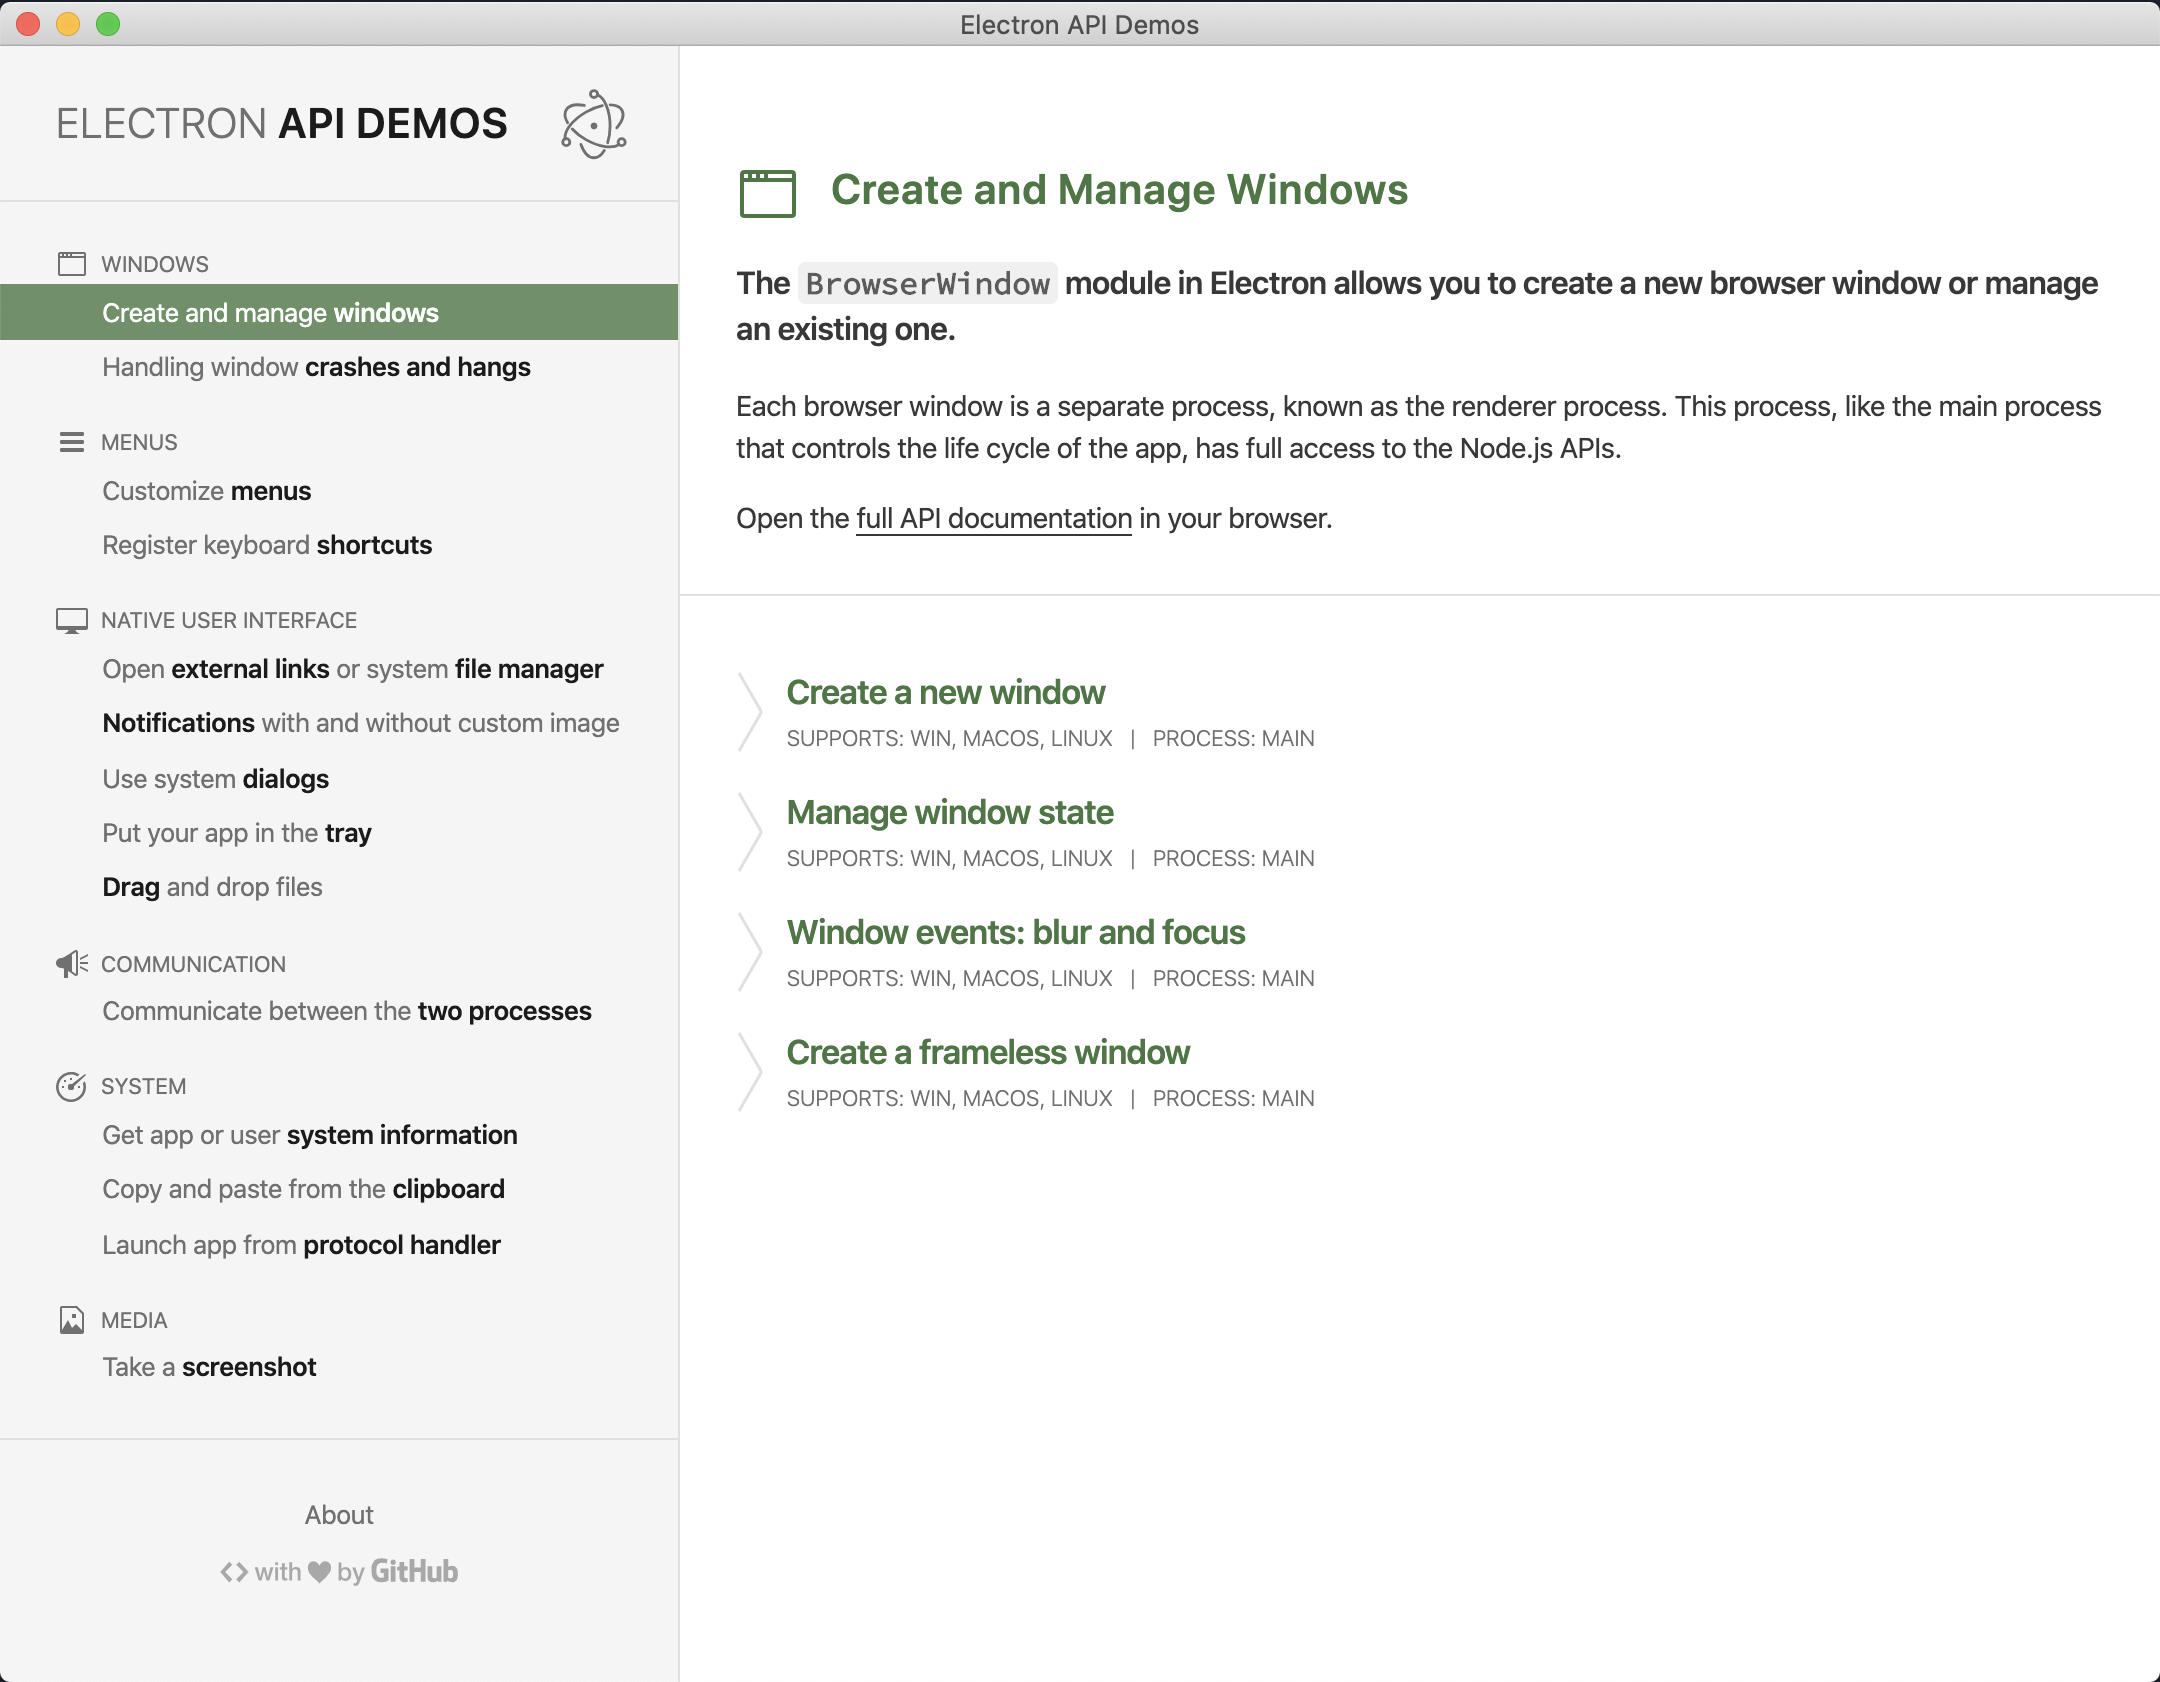 Electron API Demos
ELECTRON API DEMOS
WINDOWS
Create and manage windows
Handling window crashes and hangs
MENUS
Customize menus
Register keyboard shortcuts
NATIVE USER INTERFACE
Open external links or system file manager
Notifications with and without custom image
Use system dialogs
Put your app in the tray
Drag and drop files
COMMUNICATION
Communicate between the two processes
SYSTEM
Get app or user system information
Copy and paste from the clipboard
Launch app from protocol handler
MEDIA
Take a screenshot
About
<> with ♥ by GitHub
Create and Manage Windows
The BrowserWindow module in Electron allows you to create a new browser window or manage
an existing one.
Each browser window is a separate process, known as the renderer process. This process, like the main process
that controls the life cycle of the app, has full access to the Node.js APIs.
Open the full API documentation in your browser.
Create a new window
SUPPORTS: WIN, MACOS, LINUX | PROCESS: MAIN
Manage window state
SUPPORTS: WIN, MACOS, LINUX | PROCESS: MAIN
Window events: blur and focus
SUPPORTS: WIN, MACOS, LINUX | PROCESS: MAIN
Create a frameless window
SUPPORTS: WIN, MACOS, LINUX | PROCESS: MAIN